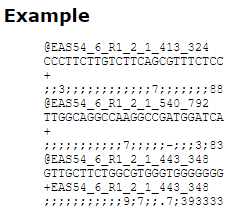 Example
@EAS54_6_R1_2_1_413_324
CCCTTCTTGTCTTCAGCGTTTCTCC
+
;;3;;;;;;;;;;;;7;;;;;;;88
@EAS54_6_R1_2_1_540_792
TTGGCAGGCCAAGGCCGATGGATCA
+
;;;;;;;;;;;7;;;;;-;;;3;83
@EAS54_6_R1_2_1_443_348
GTTGCTTCTGGCGTGGGTGGGGGGG
+EAS54_6_R1_2_1_443_348
;;;;;;;;;;;9;7;;.7;393333